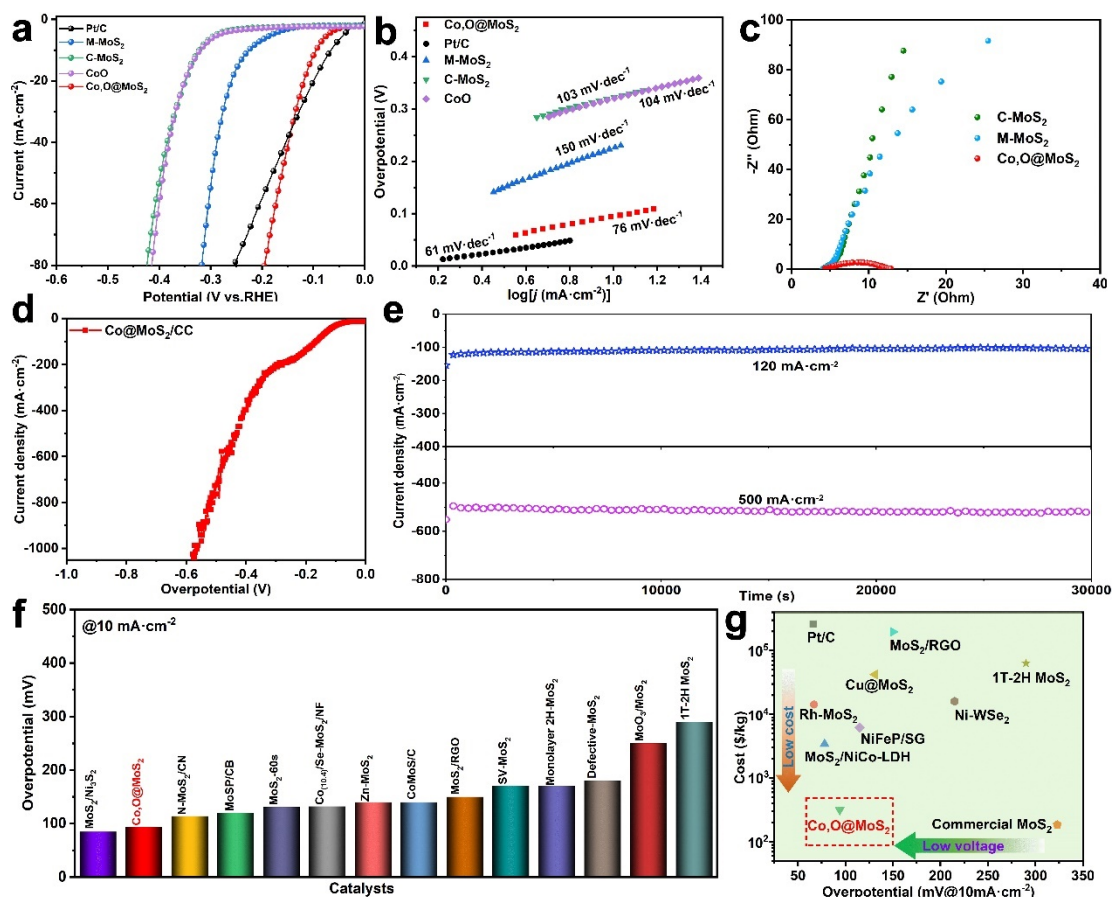 a
Pt/C
M-MoS₂
C-MoS₂
CoO
Co,O@MoS₂
Current (mA·cm⁻²)
0
-20
-40
-60
-80
-0.6 -0.5 -0.4 -0.3 -0.2 -0.1 0.0
Potential (V vs.RHE)
b
Co,O@MoS₂
Pt/C
M-MoS₂
C-MoS₂
CoO
103 mV·dec⁻¹
104 mV·dec⁻¹
150 mV·dec⁻¹
61 mV·dec⁻¹
76 mV·dec⁻¹
Overpotential (V)
0.4
0.3
0.2
0.1
0.0
0.2 0.4 0.6 0.8 1.0 1.2 1.4
log[j (mA·cm⁻²)]
c
-Z'' (Ohm)
100
80
60
40
20
0
C-MoS₂
M-MoS₂
Co,O@MoS₂
0 10 20 30 40
Z' (Ohm)
d
Co@MoS₂/CC
Current density (mA·cm⁻²)
0
-200
-400
-600
-800
-1000
-1.0 -0.8 -0.6 -0.4 -0.2 0.0
Overpotential (V)
e
Current density (mA·cm⁻²)
0
-100
-200
-300
-400
120 mA·cm⁻²
-400
-600
-800
500 mA·cm⁻²
0 10000 20000 30000
Time (s)
f
@10 mA·cm⁻²
Overpotential (mV)
500
400
300
200
100
0
MoS₂/Ni₃S₂
Co,O@MoS₂
N-MoS₂/CN
MoSP/CB
MoS₂-60s
Co₍₁₀.₄₎/Se-MoS₂/NF
Zn-MoS₂
CoMoS/C
MoS₂/RGO
SV-MoS₂
Monolayer 2H-MoS₂
Defective-MoS₂
MoO₃/MoS₂
1T-2H MoS₂
Catalysts
g
Cost ($/kg)
10⁵
10⁴
10³
10²
Pt/C
MoS₂/RGO
Cu@MoS₂
1T-2H MoS₂
Rh-MoS₂
Ni-WSe₂
NiFeP/SG
MoS₂/NiCo-LDH
Low cost
Co,O@MoS₂
Commercial MoS₂
Low voltage
50 100 150 200 250 300 350
Overpotential (mV@10mA·cm⁻²)